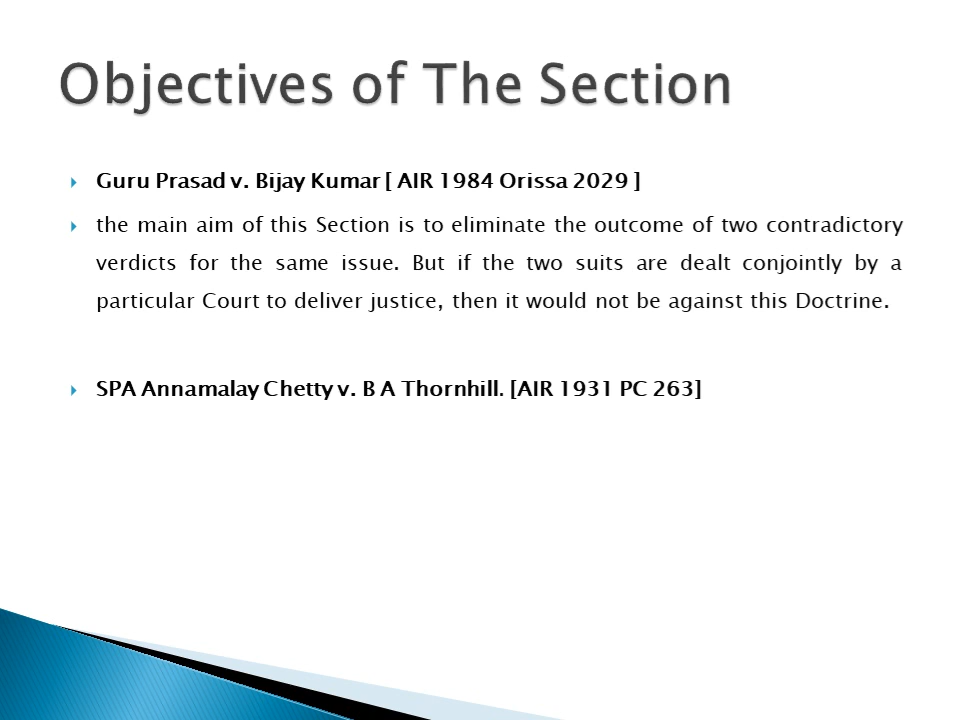 Objectives of The Section
Guru Prasad v. Bijay Kumar [ AIR 1984 Orissa 2029 ]
the main aim of this Section is to eliminate the outcome of two contradictory
verdicts for the same issue. But if the two suits are dealt conjointly by a
particular Court to deliver justice, then it would not be against this Doctrine.
SPA Annamalay Chetty v. B A Thornhill. [AIR 1931 PC 263]